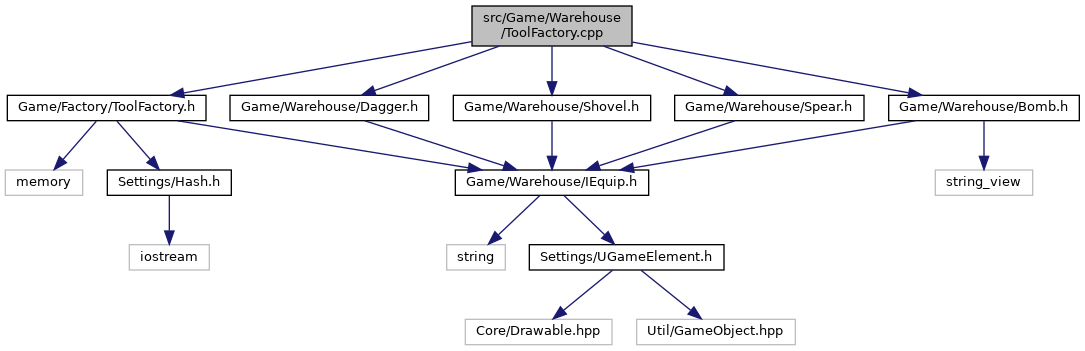 src/Game/Warehouse
/ToolFactory.cpp
Game/Factory/ToolFactory.h
Game/Warehouse/Dagger.h
Game/Warehouse/Shovel.h
Game/Warehouse/Spear.h
Game/Warehouse/Bomb.h
memory
Settings/Hash.h
Game/Warehouse/IEquip.h
string_view
iostream
string
Settings/UGameElement.h
Core/Drawable.hpp
Util/GameObject.hpp